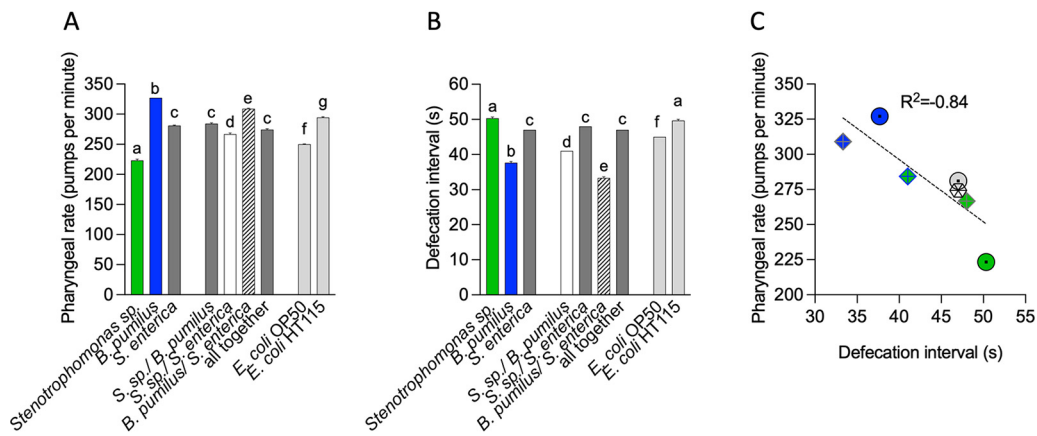 A
Pharyngeal rate (pumps per minute)
350
300
250
200
150
100
50
0
a
b
c
c
d
e
c
f
g
Stenotrophomonas sp.
B. pumilus
S. enterica
S. sp./ B. pumilus
S. sp./ S. enterica
B. pumilus/ S. enterica
all together
E. coli OP50
E. coli HT115
B
Defecation interval (s)
60
50
40
30
20
10
0
a
b
c
d
c
e
c
f
a
Stenotrophomonas sp.
B. pumilus
S. enterica
S. sp./ B. pumilus
S. sp./ S. enterica
B. pumilus/ S. enterica
all together
E. coli OP50
E. coli HT115
C
Pharyngeal rate (pumps per minute)
350
325
300
275
250
225
200
R²=-0.84
30 35 40 45 50 55
Defecation interval (s)